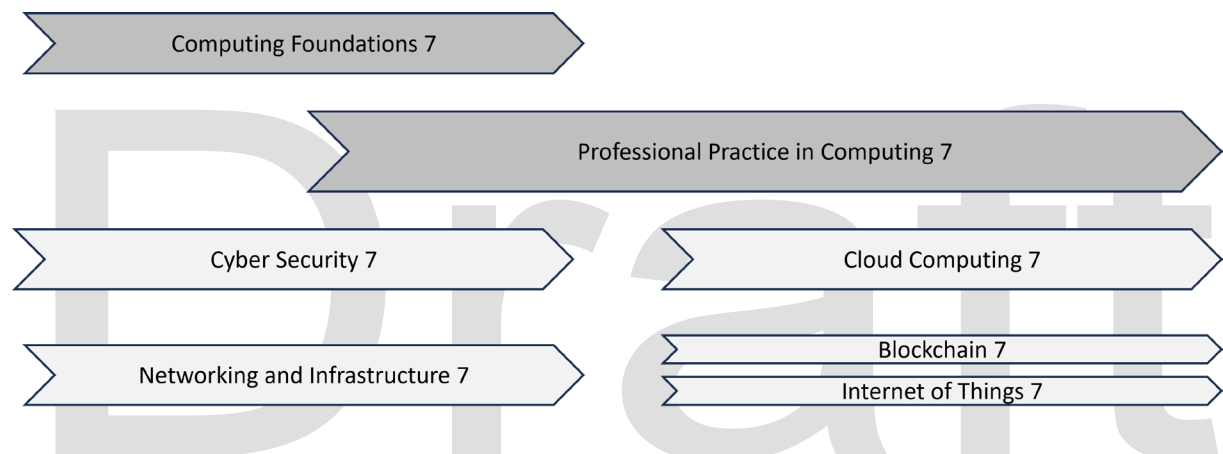 Computing Foundations 7
Professional Practice in Computing 7
Cyber Security 7
Cloud Computing 7
Blockchain 7
Networking and Infrastructure 7
Internet of Things 7
Draft